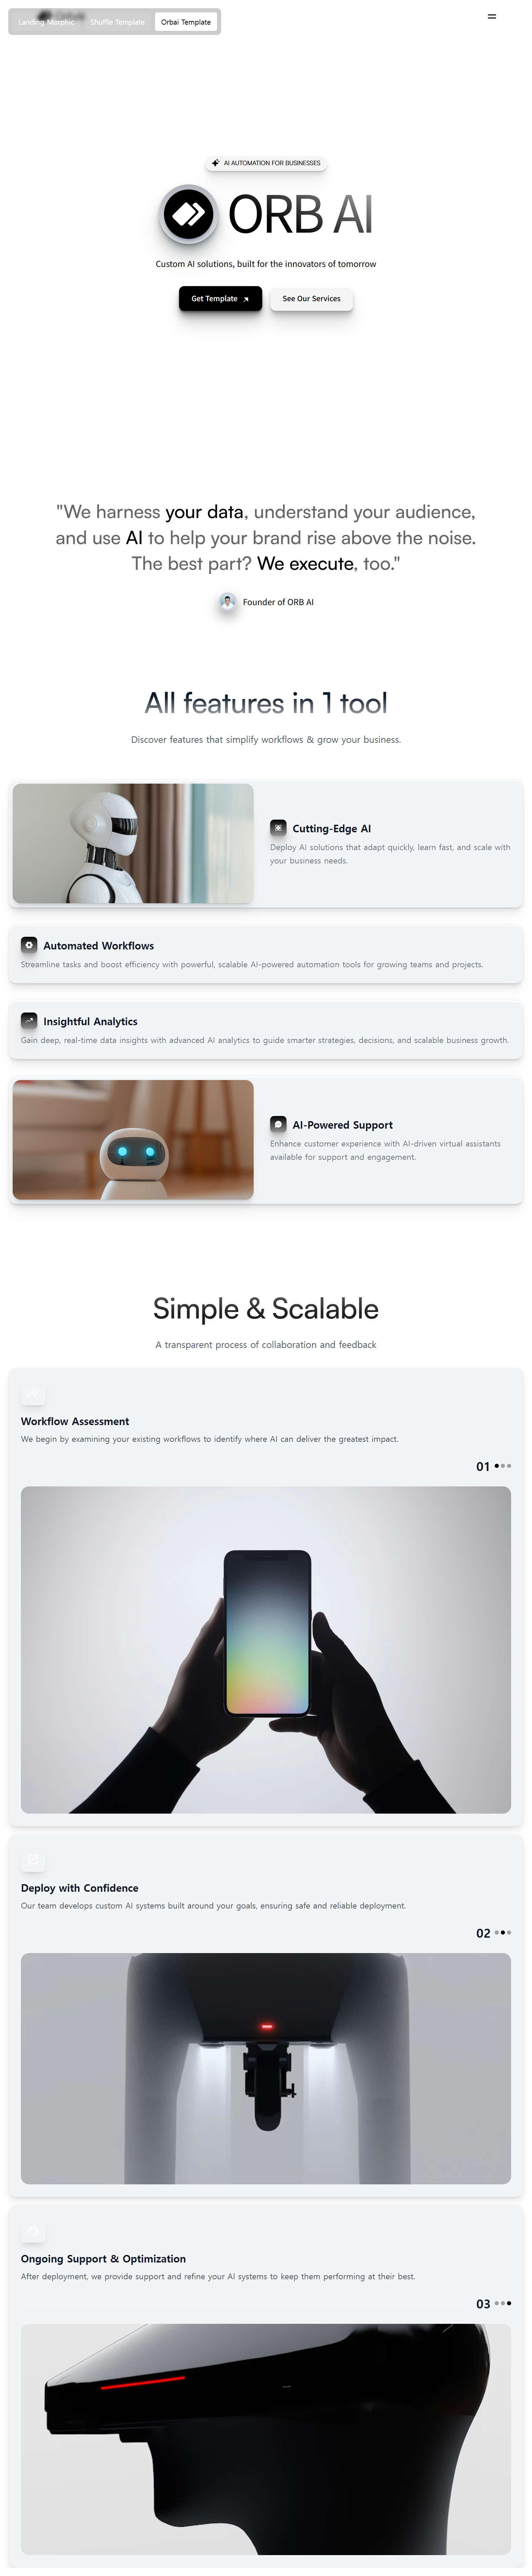 Landing Morphic
Shuffle Template
Orbai Template
AI AUTOMATION FOR BUSINESSES
ORB AI
Custom AI solutions, built for the innovators of tomorrow
Get Template
See Our Services
"We harness your data, understand your audience,
and use AI to help your brand rise above the noise.
The best part? We execute, too."
Founder of ORB AI
All features in 1 tool
Discover features that simplify workflows & grow your business.
Cutting-Edge AI
Deploy AI solutions that adapt quickly, learn fast, and scale with
your business needs.
Automated Workflows
Streamline tasks and boost efficiency with powerful, scalable AI-powered automation tools for growing teams and projects.
Insightful Analytics
Gain deep, real-time data insights with advanced AI analytics to guide smarter strategies, decisions, and scalable business growth.
AI-Powered Support
Enhance customer experience with AI-driven virtual assistants
available for support and engagement.
Simple & Scalable
A transparent process of collaboration and feedback
Workflow Assessment
We begin by examining your existing workflows to identify where AI can deliver the greatest impact.
01
Deploy with Confidence
Our team develops custom AI systems built around your goals, ensuring safe and reliable deployment.
02
Ongoing Support & Optimization
After deployment, we provide support and refine your AI systems to keep them performing at their best.
03